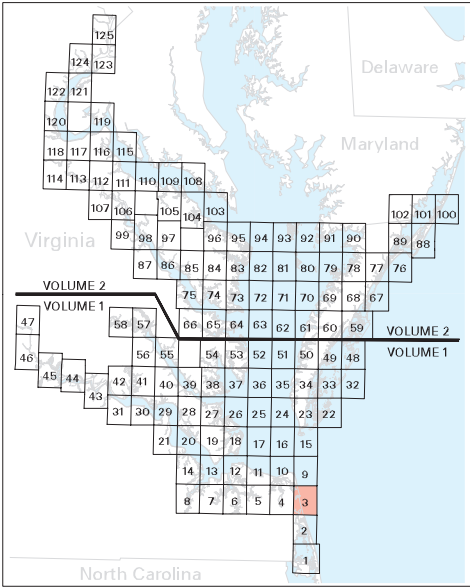 125
124 123
Delaware
122 121
120 119
Maryland
118 117 116 115
114 113 112 111 110 109 108
107 106 105 104 103 102 101 100
Virginia
99 98 97 96 95 94 93 92 91 90 89 88
87 86 85 84 83 82 81 80 79 78 77 76
VOLUME 2
75 74 73 72 71 70 69 68 67
VOLUME 1
47 58 57 66 65 64 63 62 61 60 59
VOLUME 2
VOLUME 1
46 56 55 54 53 52 51 50 49 48
45 44 43 42 41 40 39 38 37 36 35 34 33 32
31 30 29 28 27 26 25 24 23 22
21 20 19 18 17 16 15
14 13 12 11 10 9
8 7 6 5 4 3
2
1
North Carolina